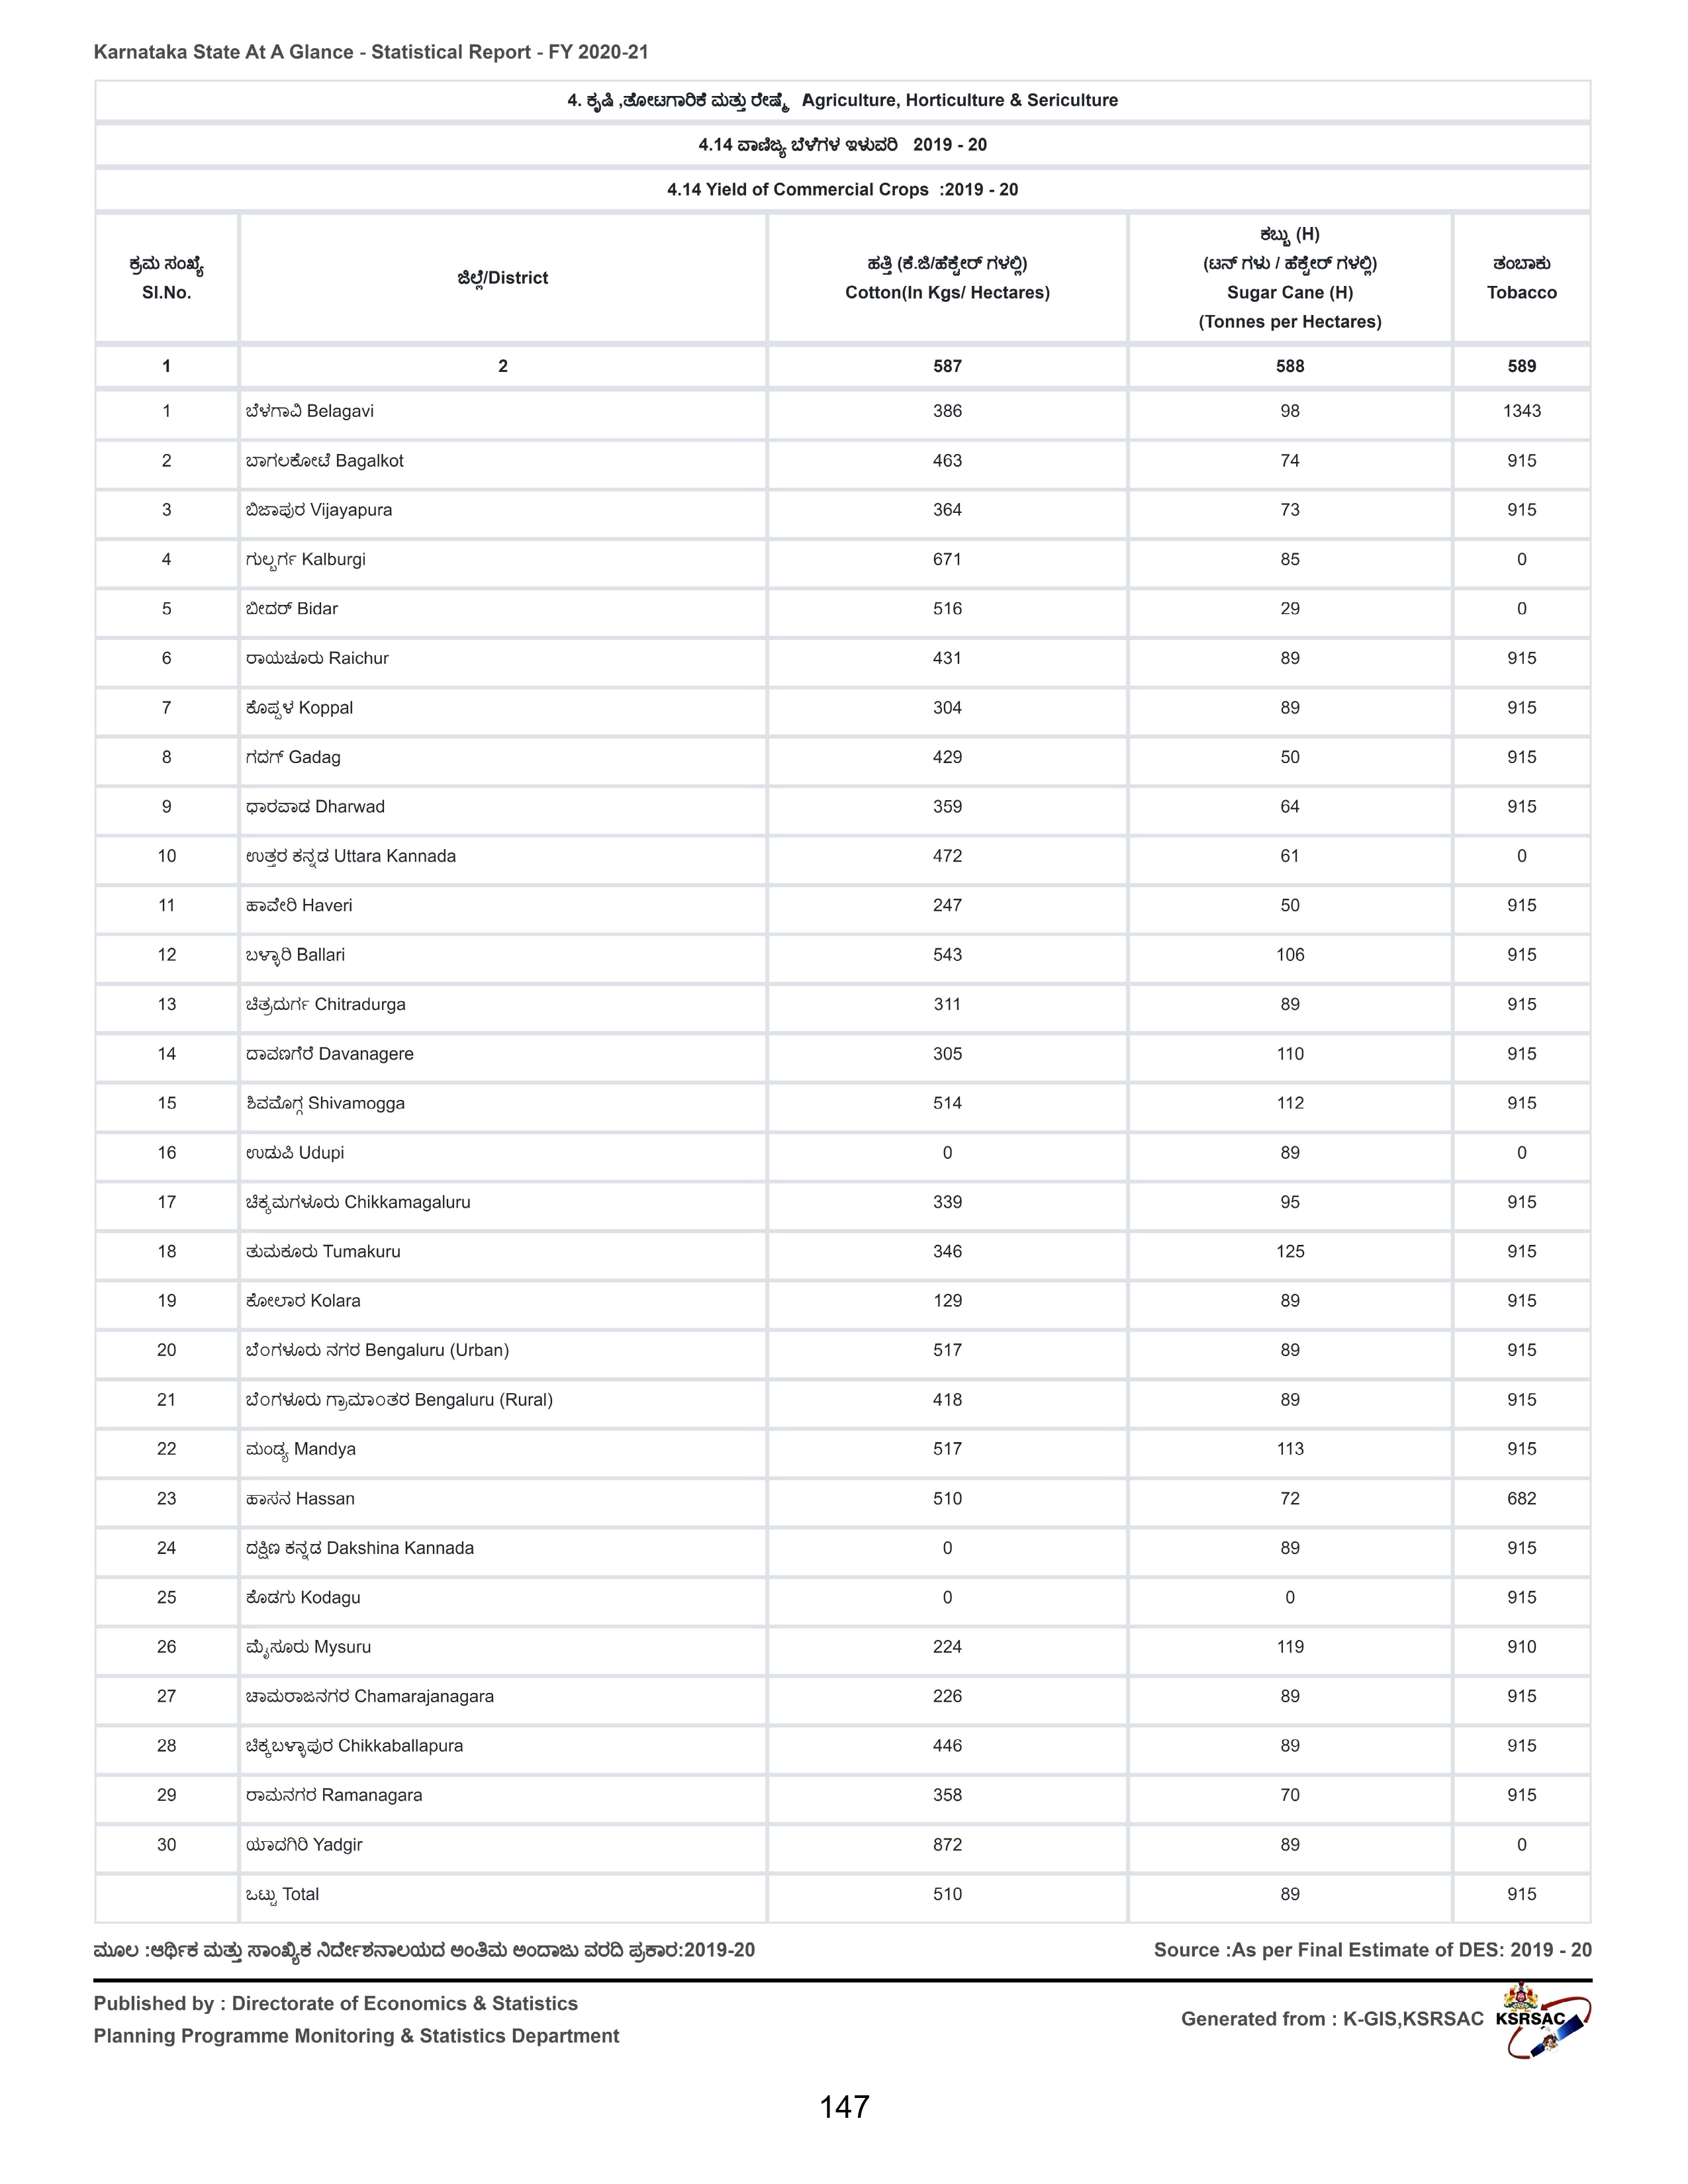 Karnataka State At A Glance - Statistical Report - FY 2020-21
4. ಕೃಷಿ ,ತೋಟಗಾರಿಕೆ ಮತ್ತು ರೇಷ್ಮೆ Agriculture, Horticulture & Sericulture
4.14 ವಾಣಿಜ್ಯ ಬೆಳೆಗಳ ಇಳುವರಿ 2019 - 20
4.14 Yield of Commercial Crops :2019 - 20
ಕ್ರಮ ಸಂಖ್ಯೆ
Sl.No.
ಜಿಲ್ಲೆ/District
ಹತ್ತಿ (ಕೆ.ಜಿ/ಹೆಕ್ಟೇರ್ ಗಳಲ್ಲಿ)
Cotton(In Kgs/ Hectares)
ಕಬ್ಬು (H)
(ಟನ್ ಗಳು / ಹೆಕ್ಟೇರ್ ಗಳಲ್ಲಿ)
Sugar Cane (H)
(Tonnes per Hectares)
ತಂಬಾಕು
Tobacco
1 2 587 588 589
1 ಬೆಳಗಾವಿ Belagavi 386 98 1343
2 ಬಾಗಲಕೋಟೆ Bagalkot 463 74 915
3 ಬಿಜಾಪುರ Vijayapura 364 73 915
4 ಗುಲ್ಬರ್ಗ Kalburgi 671 85 0
5 ಬೀದರ್ Bidar 516 29 0
6 ರಾಯಚೂರು Raichur 431 89 915
7 ಕೊಪ್ಪಳ Koppal 304 89 915
8 ಗದಗ್ Gadag 429 50 915
9 ಧಾರವಾಡ Dharwad 359 64 915
10 ಉತ್ತರ ಕನ್ನಡ Uttara Kannada 472 61 0
11 ಹಾವೇರಿ Haveri 247 50 915
12 ಬಳ್ಳಾರಿ Ballari 543 106 915
13 ಚಿತ್ರದುರ್ಗ Chitradurga 311 89 915
14 ದಾವಣಗೆರೆ Davanagere 305 110 915
15 ಶಿವಮೊಗ್ಗ Shivamogga 514 112 915
16 ಉಡುಪಿ Udupi 0 89 0
17 ಚಿಕ್ಕಮಗಳೂರು Chikkamagaluru 339 95 915
18 ತುಮಕೂರು Tumakuru 346 125 915
19 ಕೋಲಾರ Kolara 129 89 915
20 ಬೆಂಗಳೂರು ನಗರ Bengaluru (Urban) 517 89 915
21 ಬೆಂಗಳೂರು ಗ್ರಾಮಾಂತರ Bengaluru (Rural) 418 89 915
22 ಮಂಡ್ಯ Mandya 517 113 915
23 ಹಾಸನ Hassan 510 72 682
24 ದಕ್ಷಿಣ ಕನ್ನಡ Dakshina Kannada 0 89 915
25 ಕೊಡಗು Kodagu 0 0 915
26 ಮೈಸೂರು Mysuru 224 119 910
27 ಚಾಮರಾಜನಗರ Chamarajanagara 226 89 915
28 ಚಿಕ್ಕಬಳ್ಳಾಪುರ Chikkaballapura 446 89 915
29 ರಾಮನಗರ Ramanagara 358 70 915
30 ಯಾದಗಿರಿ Yadgir 872 89 0
ಒಟ್ಟು Total 510 89 915
ಮೂಲ :ಆರ್ಥಿಕ ಮತ್ತು ಸಾಂಖ್ಯಿಕ ನಿರ್ದೇಶನಾಲಯದ ಅಂತಿಮ ಅಂದಾಜು ವರದಿ ಪ್ರಕಾರ:2019-20 Source :As per Final Estimate of DES: 2019 - 20
Published by : Directorate of Economics & Statistics
Planning Programme Monitoring & Statistics Department
Generated from : K-GIS,KSRSAC
KSRSAC
147